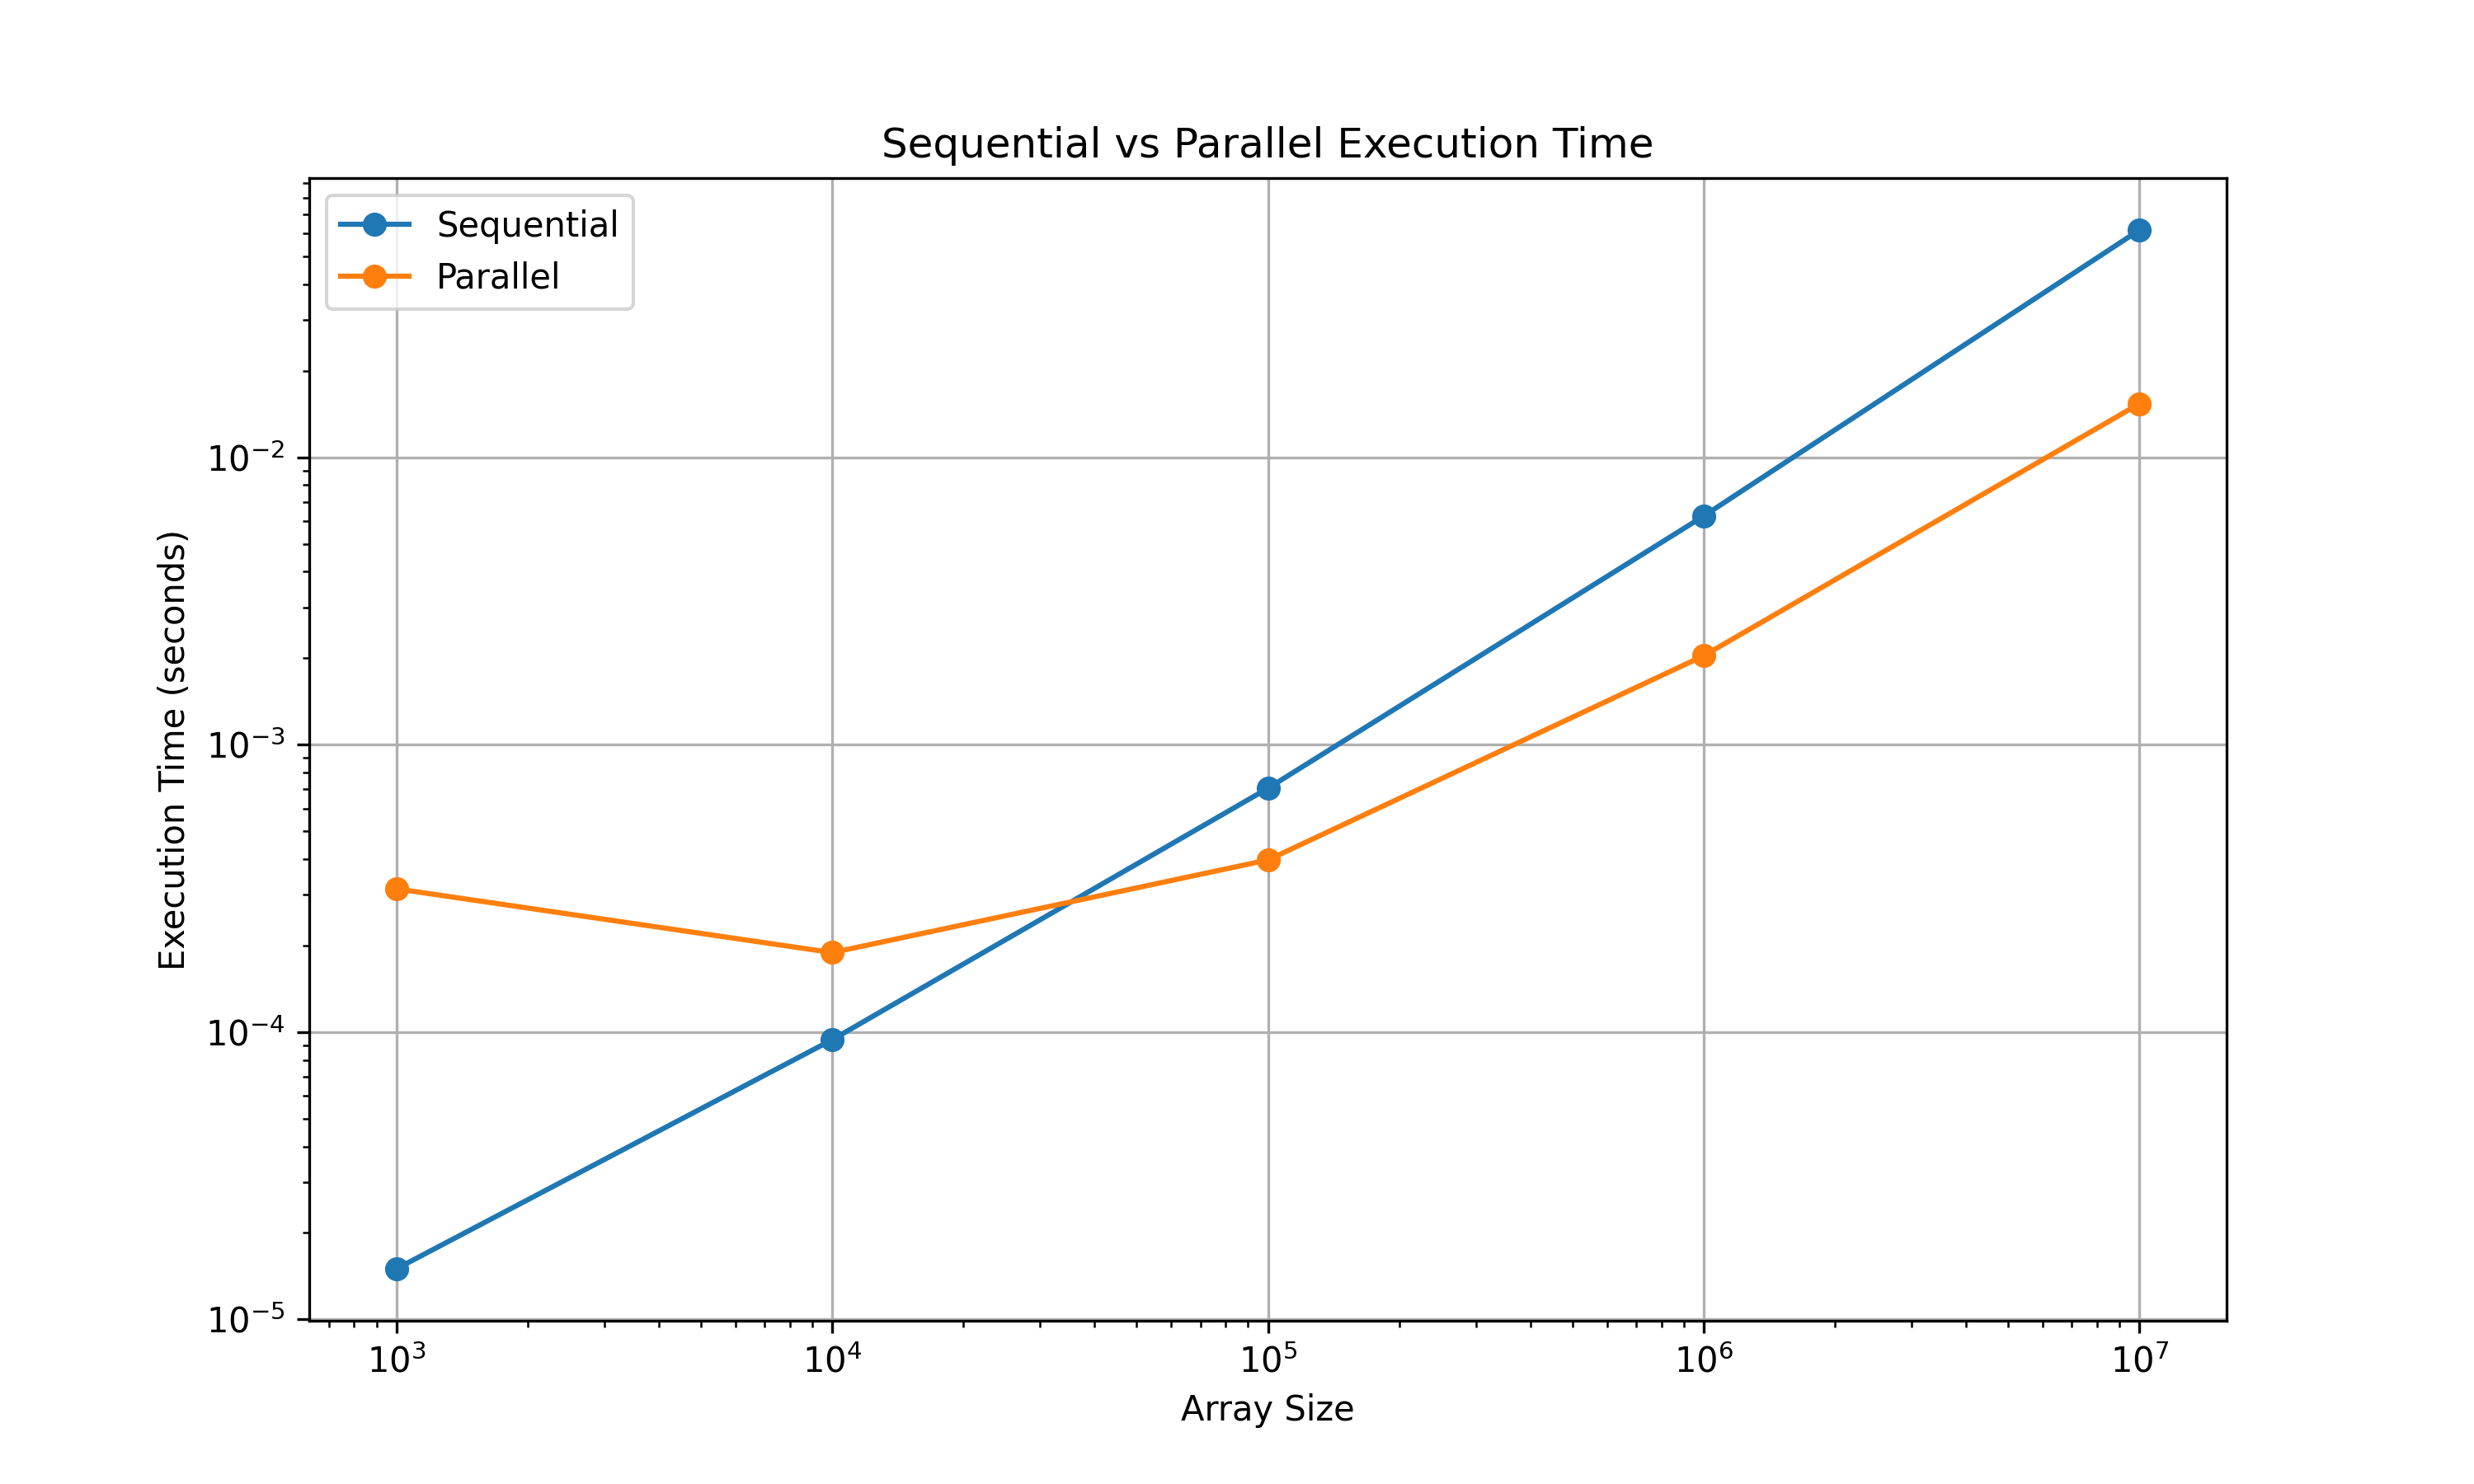 Sequential vs Parallel Execution Time
Sequential
Parallel
Execution Time (seconds)
10⁻²
10⁻³
10⁻⁴
10⁻⁵
10³ 10⁴ 10⁵ 10⁶ 10⁷
Array Size